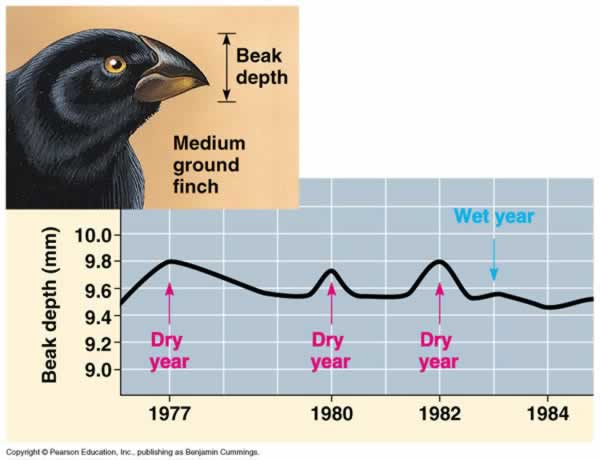 Beak
depth
Medium
ground
finch
Wet year
Beak depth (mm)
10.0
9.8
9.6
9.4
9.2
9.0
Dry
year
Dry
year
Dry
year
1977
1980
1982
1984
Copyright © Pearson Education, Inc., publishing as Benjamin Cummings.